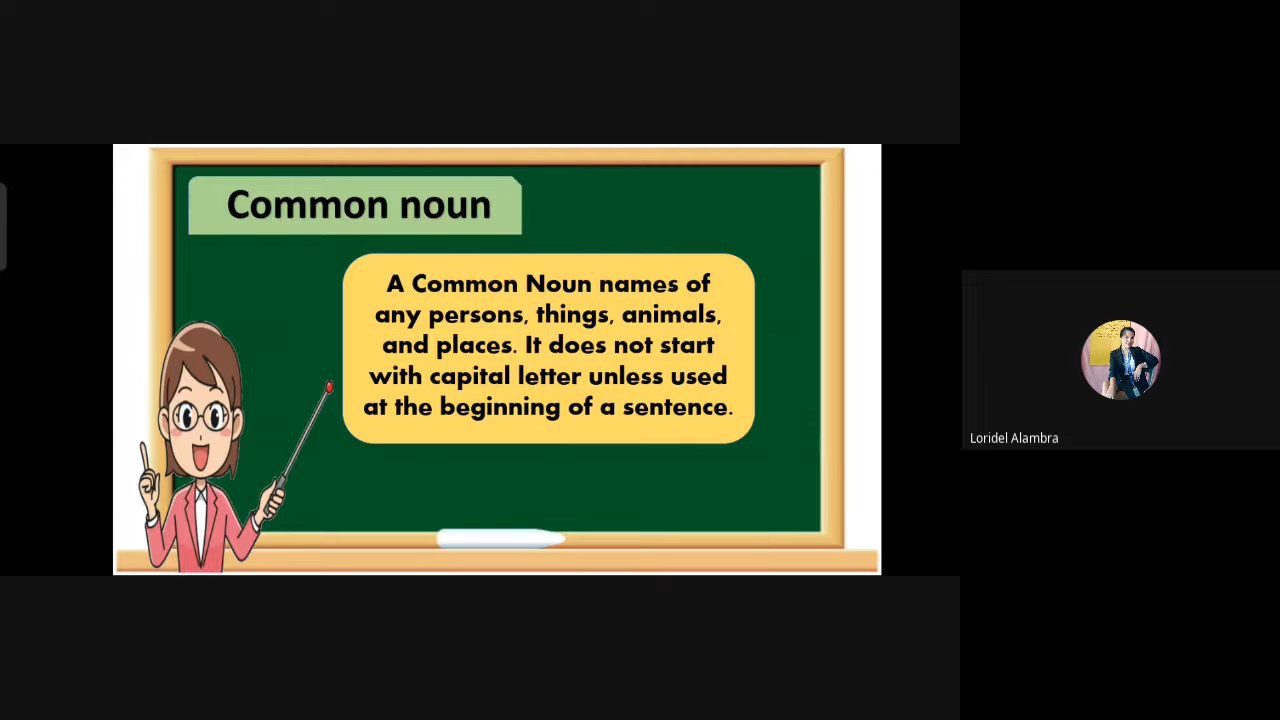 Common noun
A Common Noun names of
any persons, things, animals,
and places. It does not start
with capital letter unless used
at the beginning of a sentence.
Loridel Alambra